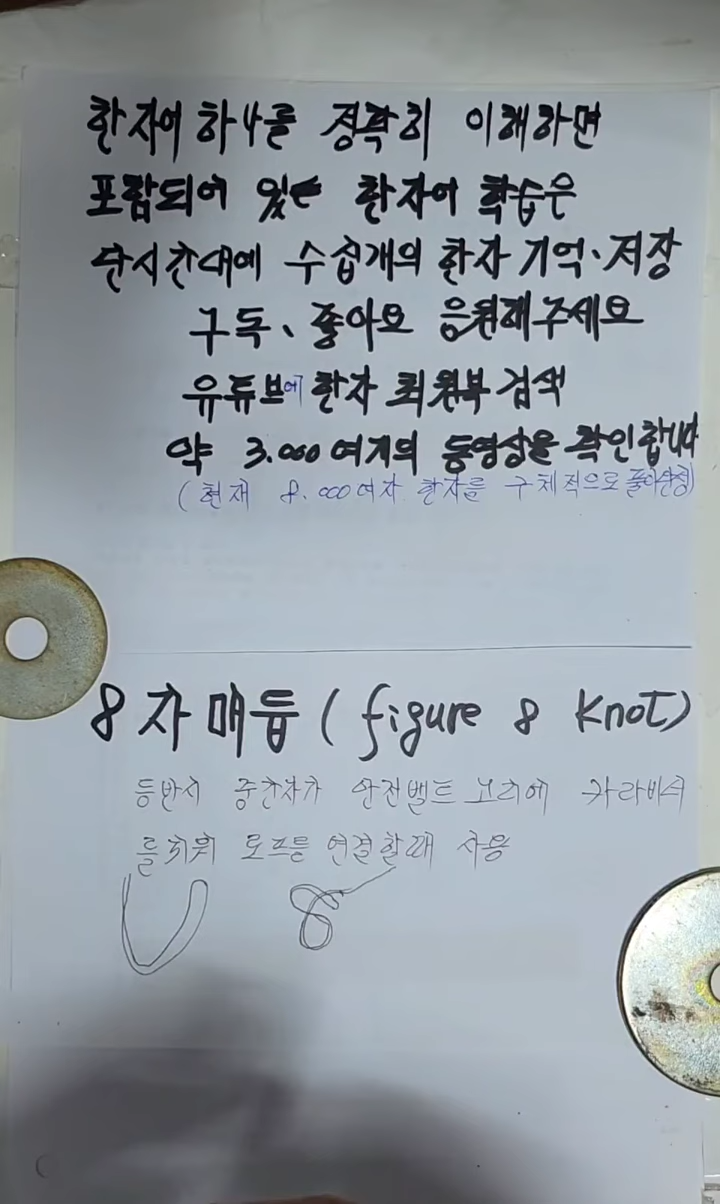 한자어 하나를 정확히 이해하면
포함되어 있는 한자어 학습은
단시간내에 수십개의 한자 기억·저장
구독、좋아요 응원해주세요
유튜브에 한자 최원복 검색
약 3.000여개의 동영상을 확인합니다
(현재 8.000여자 한자를 구체적으로 풀이
8자매듭 (figure 8 knot)
등반시 중간자가 안전벨트 고리에 카라비너
를 끼워 로프를 연결할때 사용